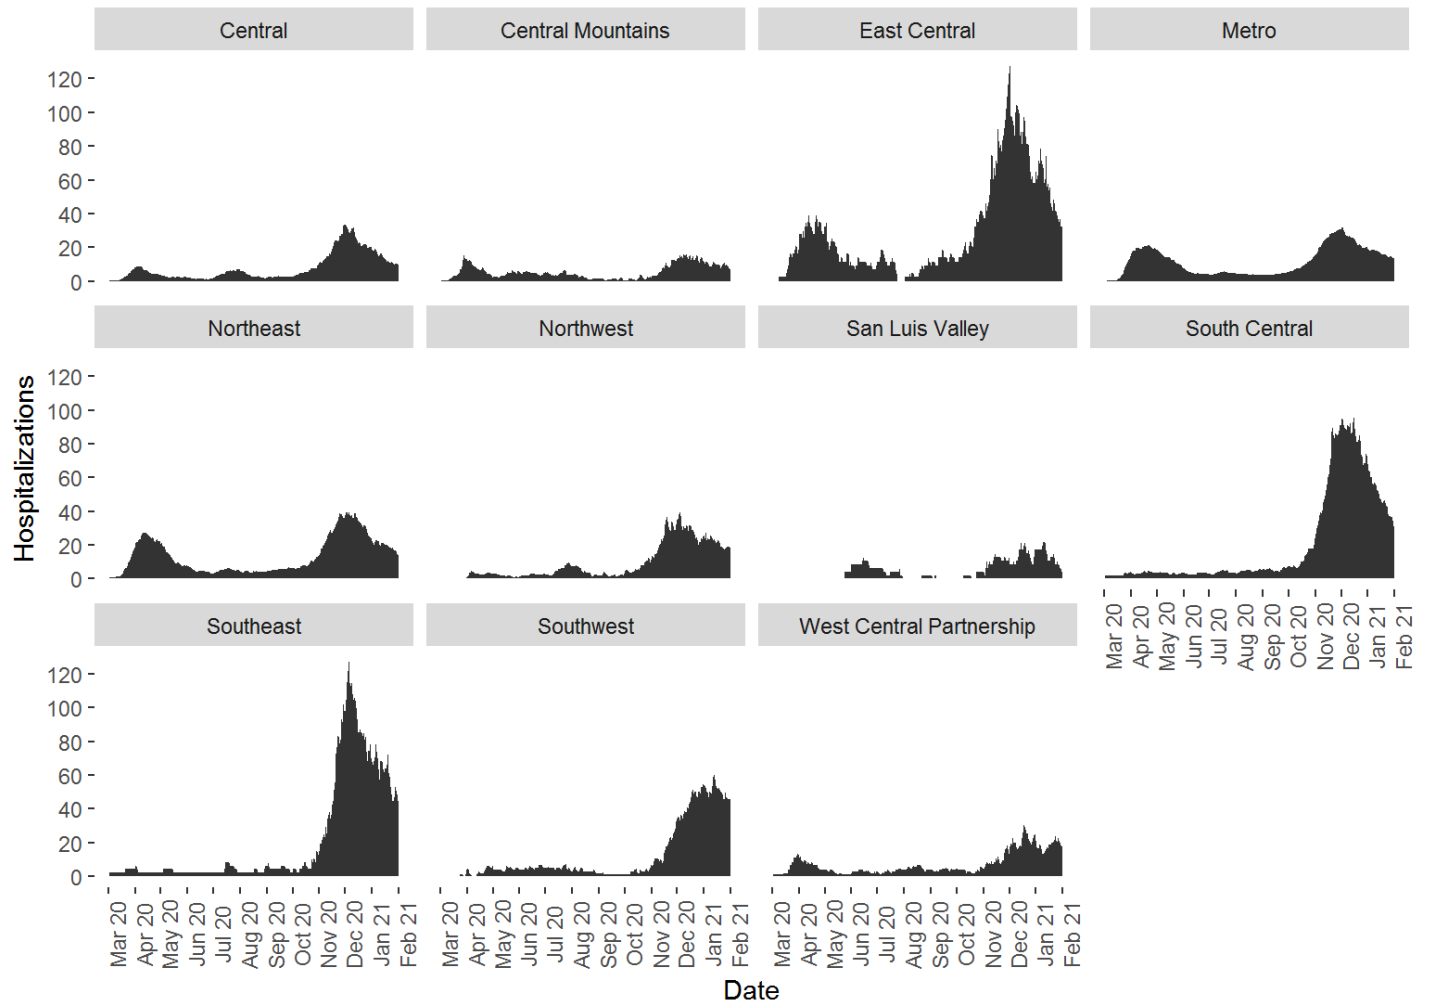 Central
Central Mountains
East Central
Metro
120
100
80
60
40
20
0
Northeast
Northwest
San Luis Valley
South Central
120
100
80
60
40
20
0
Mar 20
Apr 20
May 20
Jun 20
Jul 20
Aug 20
Sep 20
Oct 20
Nov 20
Dec 20
Jan 21
Feb 21
Hospitalizations
Southeast
Southwest
West Central Partnership
120
100
80
60
40
20
0
Mar 20
Apr 20
May 20
Jun 20
Jul 20
Aug 20
Sep 20
Oct 20
Nov 20
Dec 20
Jan 21
Feb 21
Mar 20
Apr 20
May 20
Jun 20
Jul 20
Aug 20
Sep 20
Oct 20
Nov 20
Dec 20
Jan 21
Feb 21
Mar 20
Apr 20
May 20
Jun 20
Jul 20
Aug 20
Sep 20
Oct 20
Nov 20
Dec 20
Jan 21
Feb 21
Date